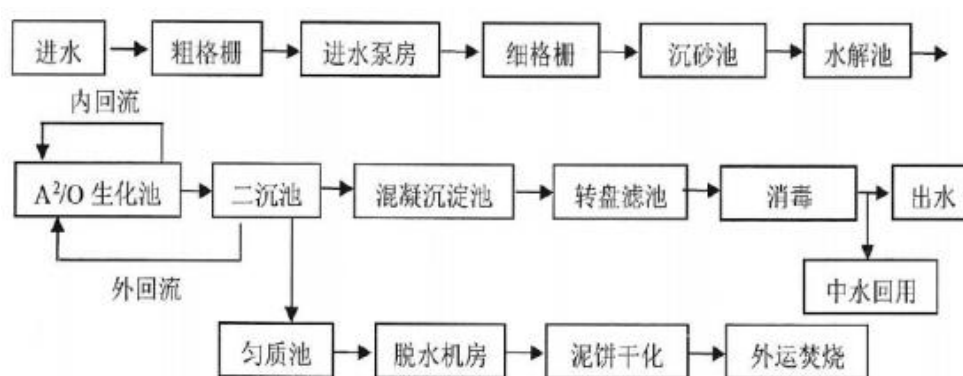 进水 粗格栅 进水泵房 细格栅 沉砂池 水解池
内回流
A²/O 生化池 二沉池 混凝沉淀池 转盘滤池 消毒 出水
外回流 中水回用
匀质池 脱水机房 泥饼干化 外运焚烧